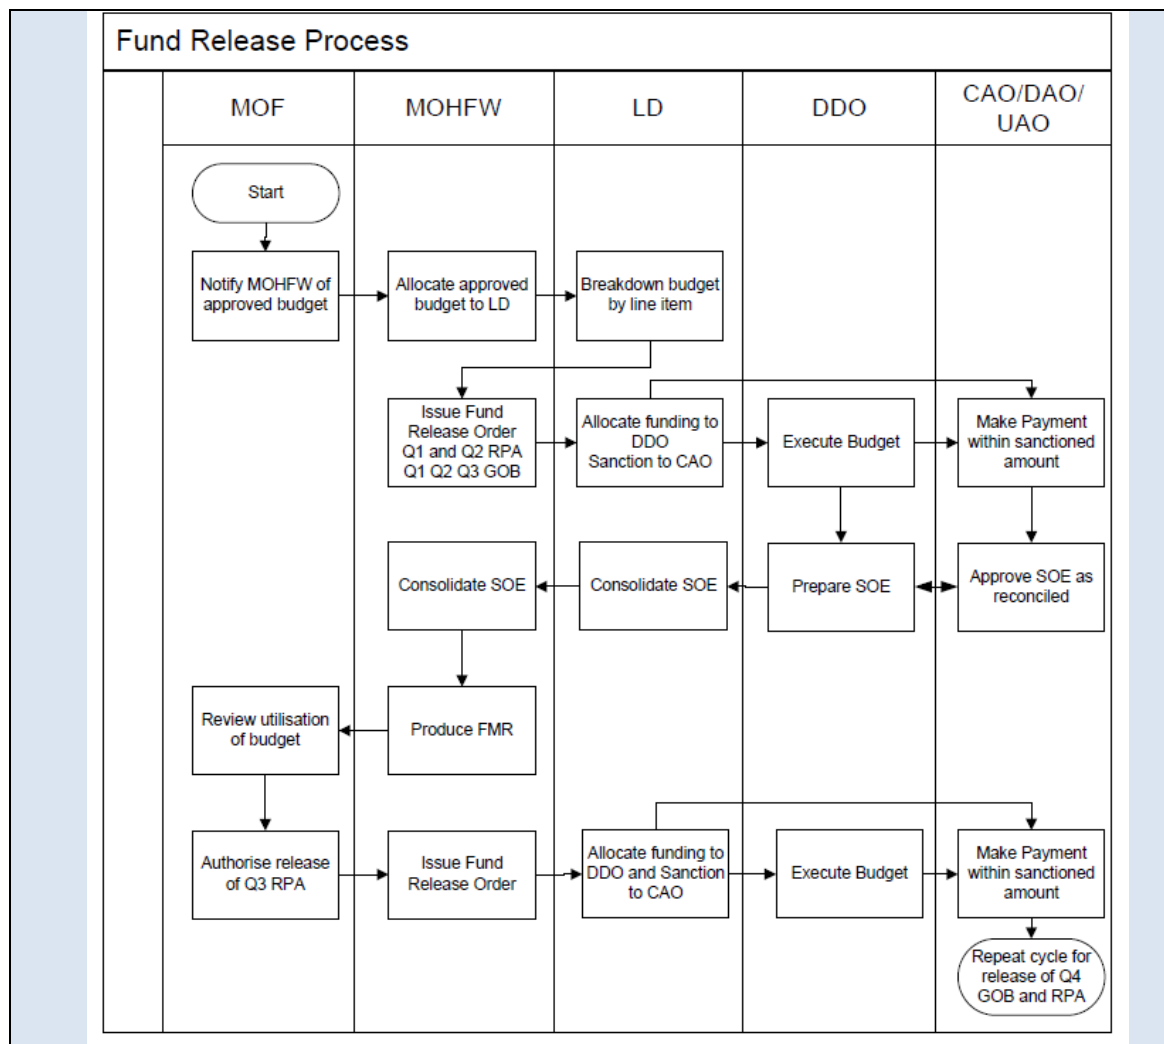 Fund Release Process
MOF
MOHFW
LD
DDO
CAO/DAO/
UAO
Start
Notify MOHFW of
approved budget
Allocate approved
budget to LD
Breakdown budget
by line item
Issue Fund
Release Order
Q1 and Q2 RPA
Q1 Q2 Q3 GOB
Allocate funding to
DDO
Sanction to CAO
Execute Budget
Make Payment
within sanctioned
amount
Consolidate SOE
Consolidate SOE
Prepare SOE
Approve SOE as
reconciled
Review utilisation
of budget
Produce FMR
Authorise release
of Q3 RPA
Issue Fund
Release Order
Allocate funding to
DDO and Sanction
to CAO
Execute Budget
Make Payment
within sanctioned
amount
Repeat cycle for
release of Q4
GOB and RPA